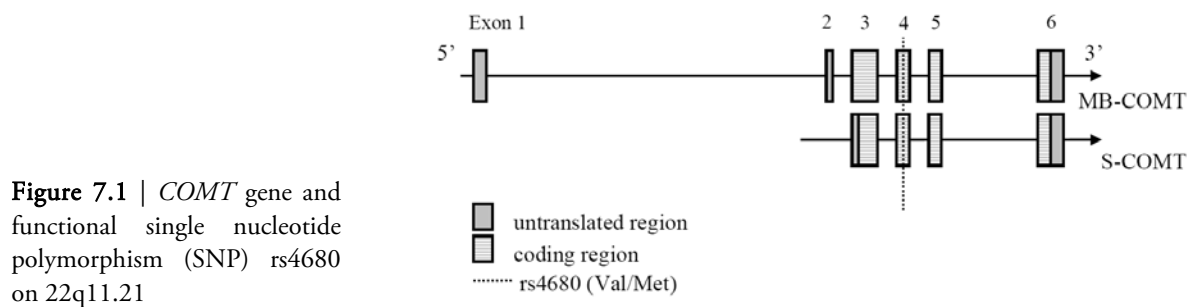 Exon 1 2 3 4 5 6
5’ 3’
MB-COMT
S-COMT
Figure 7.1 | COMT gene and
functional single nucleotide
polymorphism (SNP) rs4680
on 22q11.21
untranslated region
coding region
rs4680 (Val/Met)